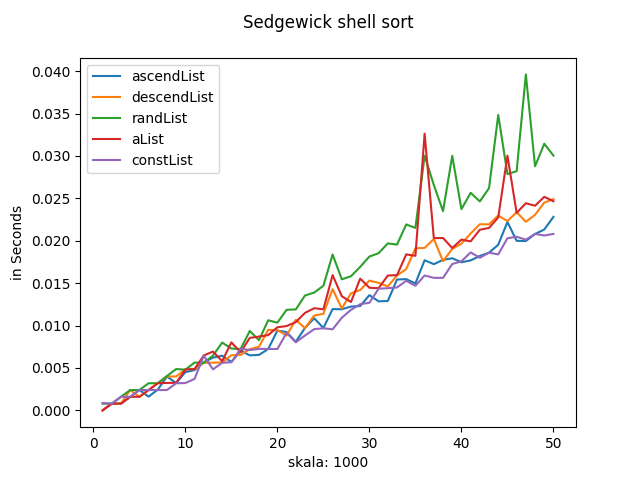 Sedgewick shell sort
ascendList
descendList
randList
aList
constList
0.040
0.035
0.030
0.025
0.020
0.015
0.010
0.005
0.000
in Seconds
0 10 20 30 40 50
skala: 1000